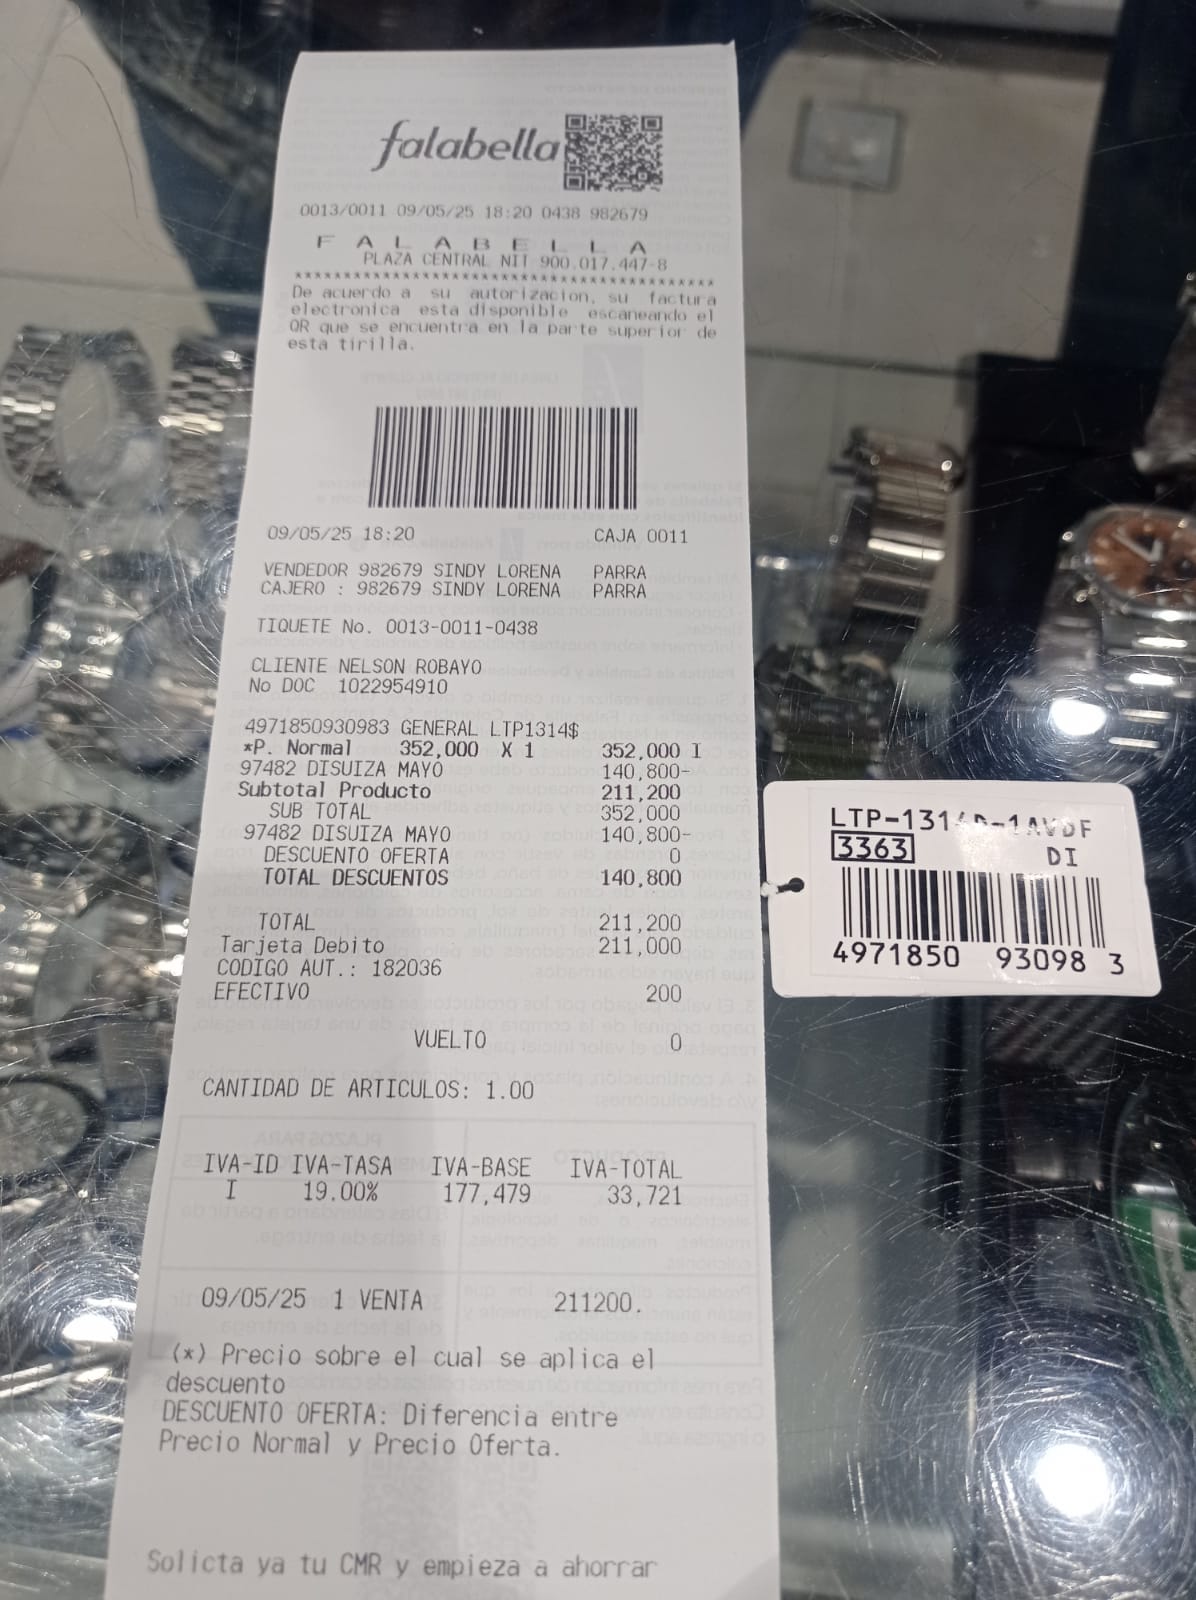 falabella
0013/0011 09/05/25 18:20 0438 982679
F A L A B E L L A
PLAZA CENTRAL NIT 900.017.447-8
******************************************
De acuerdo a su autorizacion, su factura
electronica esta disponible escaneando el
QR que se encuentra en la parte superior de
esta tirilla.
09/05/25 18:20 CAJA 0011
VENDEDOR 982679 SINDY LORENA PARRA
CAJERO : 982679 SINDY LORENA PARRA
TIQUETE No. 0013-0011-0438
CLIENTE NELSON ROBAYO
No DOC 1022954910
4971850930983 GENERAL LTP1314$
*P. Normal 352,000 X 1 352,000 I
97482 DISUIZA MAYO 140,800-
Subtotal Producto 211,200
SUB TOTAL 352,000
97482 DISUIZA MAYO 140,800-
DESCUENTO OFERTA 0
TOTAL DESCUENTOS 140,800
TOTAL 211,200
Tarjeta Debito 211,000
CODIGO AUT.: 182036
EFECTIVO 200
VUELTO 0
CANTIDAD DE ARTICULOS: 1.00
IVA-ID IVA-TASA IVA-BASE IVA-TOTAL
I 19.00% 177,479 33,721
09/05/25 1 VENTA 211200.
(*) Precio sobre el cual se aplica el
descuento
DESCUENTO OFERTA: Diferencia entre
Precio Normal y Precio Oferta.
Solicta ya tu CMR y empieza a ahorrar
3363 DI
4971850 93098 3